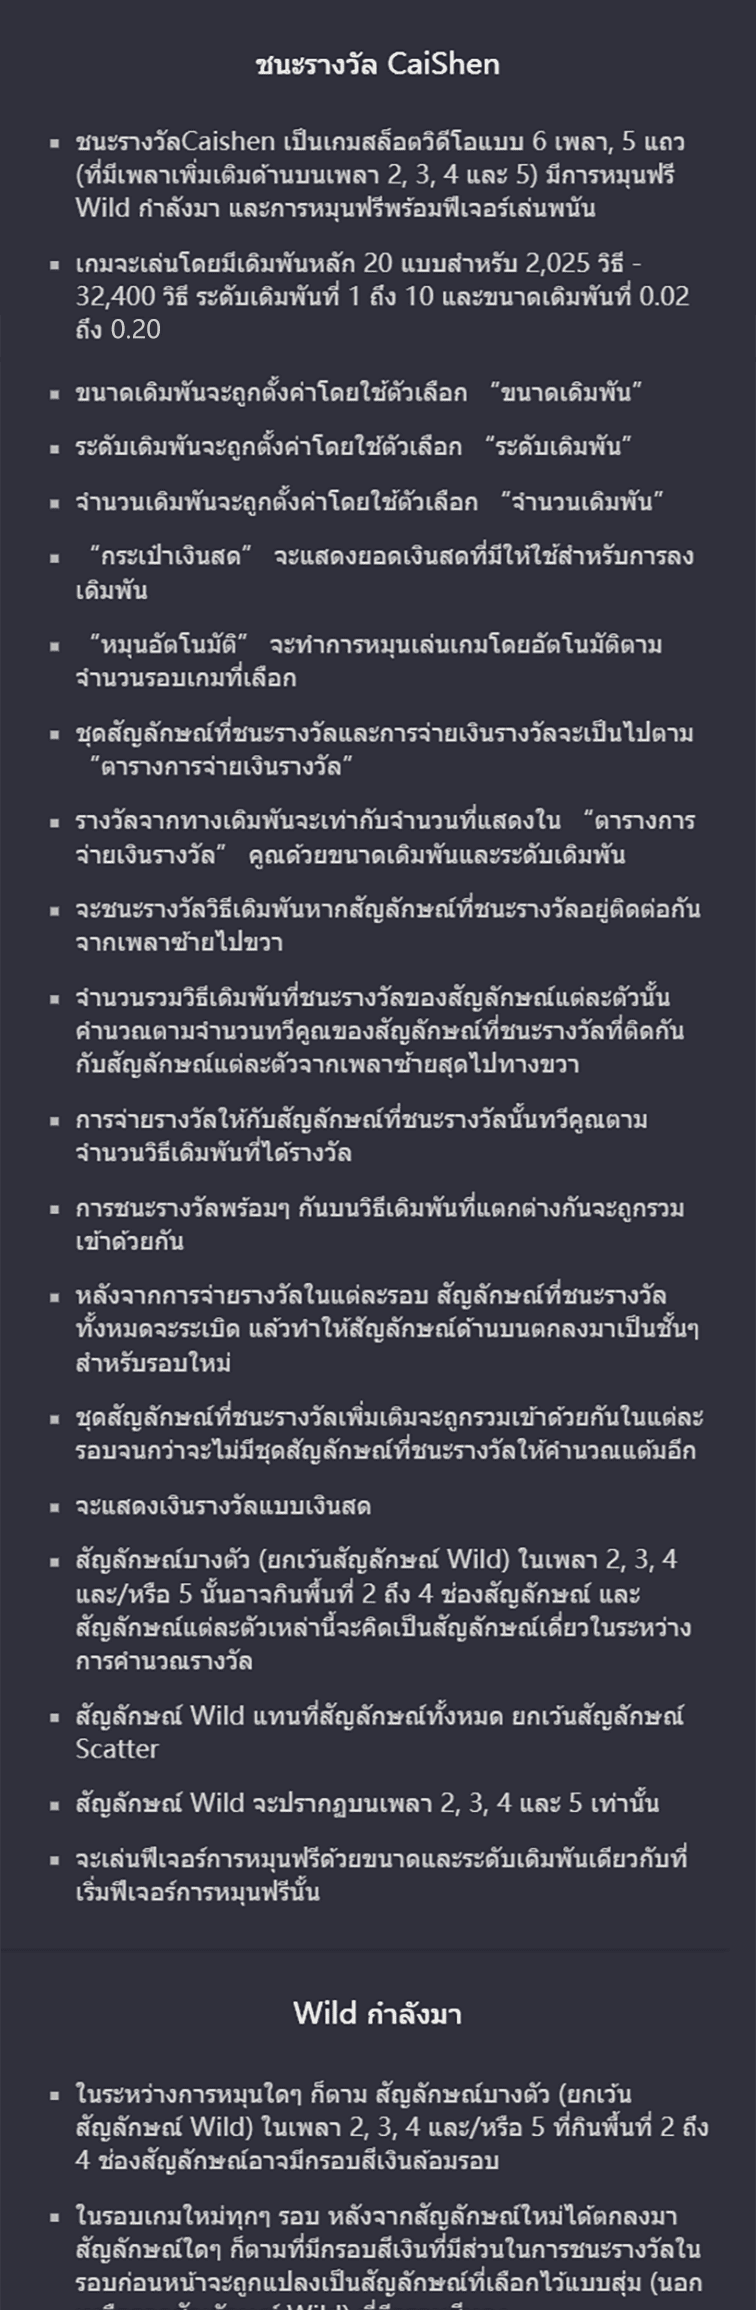 ชนะรางวัล CaiShen
▪ ชนะรางวัลCaishen เป็นเกมสล็อตวิดีโอแบบ 6 เพลา, 5 แถว
(ที่มีเพลาเพิ่มเติมด้านบนเพลา 2, 3, 4 และ 5) มีการหมุนฟรี
Wild กำลังมา และการหมุนฟรีพร้อมฟีเจอร์เล่นพนัน
▪ เกมจะเล่นโดยมีเดิมพันหลัก 20 แบบสำหรับ 2,025 วิธี -
32,400 วิธี ระดับเดิมพันที่ 1 ถึง 10 และขนาดเดิมพันที่ 0.02
ถึง 0.20
▪ ขนาดเดิมพันจะถูกตั้งค่าโดยใช้ตัวเลือก “ขนาดเดิมพัน”
▪ ระดับเดิมพันจะถูกตั้งค่าโดยใช้ตัวเลือก “ระดับเดิมพัน”
▪ จำนวนเดิมพันจะถูกตั้งค่าโดยใช้ตัวเลือก “จำนวนเดิมพัน”
▪ “กระเป๋าเงินสด” จะแสดงยอดเงินสดที่มีให้ใช้สำหรับการลง
เดิมพัน
▪ “หมุนอัตโนมัติ” จะทำการหมุนเล่นเกมโดยอัตโนมัติตาม
จำนวนรอบเกมที่เลือก
▪ ชุดสัญลักษณ์ที่ชนะรางวัลและการจ่ายเงินรางวัลจะเป็นไปตาม
“ตารางการจ่ายเงินรางวัล”
▪ รางวัลจากทางเดิมพันจะเท่ากับจำนวนที่แสดงใน “ตารางการ
จ่ายเงินรางวัล” คูณด้วยขนาดเดิมพันและระดับเดิมพัน
▪ จะชนะรางวัลวิธีเดิมพันหากสัญลักษณ์ที่ชนะรางวัลอยู่ติดต่อกัน
จากเพลาซ้ายไปขวา
▪ จำนวนรวมวิธีเดิมพันที่ชนะรางวัลของสัญลักษณ์แต่ละตัวนั้น
คำนวณตามจำนวนทวีคูณของสัญลักษณ์ที่ชนะรางวัลที่ติดกัน
กับสัญลักษณ์แต่ละตัวจากเพลาซ้ายสุดไปทางขวา
▪ การจ่ายรางวัลให้กับสัญลักษณ์ที่ชนะรางวัลนั้นทวีคูณตาม
จำนวนวิธีเดิมพันที่ได้รางวัล
▪ การชนะรางวัลพร้อมๆ กันบนวิธีเดิมพันที่แตกต่างกันจะถูกรวม
เข้าด้วยกัน
▪ หลังจากการจ่ายรางวัลในแต่ละรอบ สัญลักษณ์ที่ชนะรางวัล
ทั้งหมดจะระเบิด แล้วทำให้สัญลักษณ์ด้านบนตกลงมาเป็นชั้นๆ
สำหรับรอบใหม่
▪ ชุดสัญลักษณ์ที่ชนะรางวัลเพิ่มเติมจะถูกรวมเข้าด้วยกันในแต่ละ
รอบจนกว่าจะไม่มีชุดสัญลักษณ์ที่ชนะรางวัลให้คำนวณแต้มอีก
▪ จะแสดงเงินรางวัลแบบเงินสด
▪ สัญลักษณ์บางตัว (ยกเว้นสัญลักษณ์ Wild) ในเพลา 2, 3, 4
และ/หรือ 5 นั้นอาจกินพื้นที่ 2 ถึง 4 ช่องสัญลักษณ์ และ
สัญลักษณ์แต่ละตัวเหล่านี้จะคิดเป็นสัญลักษณ์เดี่ยวในระหว่าง
การคำนวณรางวัล
▪ สัญลักษณ์ Wild แทนที่สัญลักษณ์ทั้งหมด ยกเว้นสัญลักษณ์
Scatter
▪ สัญลักษณ์ Wild จะปรากฏบนเพลา 2, 3, 4 และ 5 เท่านั้น
▪ จะเล่นฟีเจอร์การหมุนฟรีด้วยขนาดและระดับเดิมพันเดียวกับที่
เริ่มฟีเจอร์การหมุนฟรีนั้น
Wild กำลังมา
▪ ในระหว่างการหมุนใดๆ ก็ตาม สัญลักษณ์บางตัว (ยกเว้น
สัญลักษณ์ Wild) ในเพลา 2, 3, 4 และ/หรือ 5 ที่กินพื้นที่ 2 ถึง
4 ช่องสัญลักษณ์อาจมีกรอบสีเงินล้อมรอบ
▪ ในรอบเกมใหม่ทุกๆ รอบ หลังจากสัญลักษณ์ใหม่ได้ตกลงมา
สัญลักษณ์ใดๆ ก็ตามที่มีกรอบสีเงินที่มีส่วนในการชนะรางวัลใน
รอบก่อนหน้าจะถูกแปลงเป็นสัญลักษณ์ที่เลือกไว้แบบสุ่ม (นอก